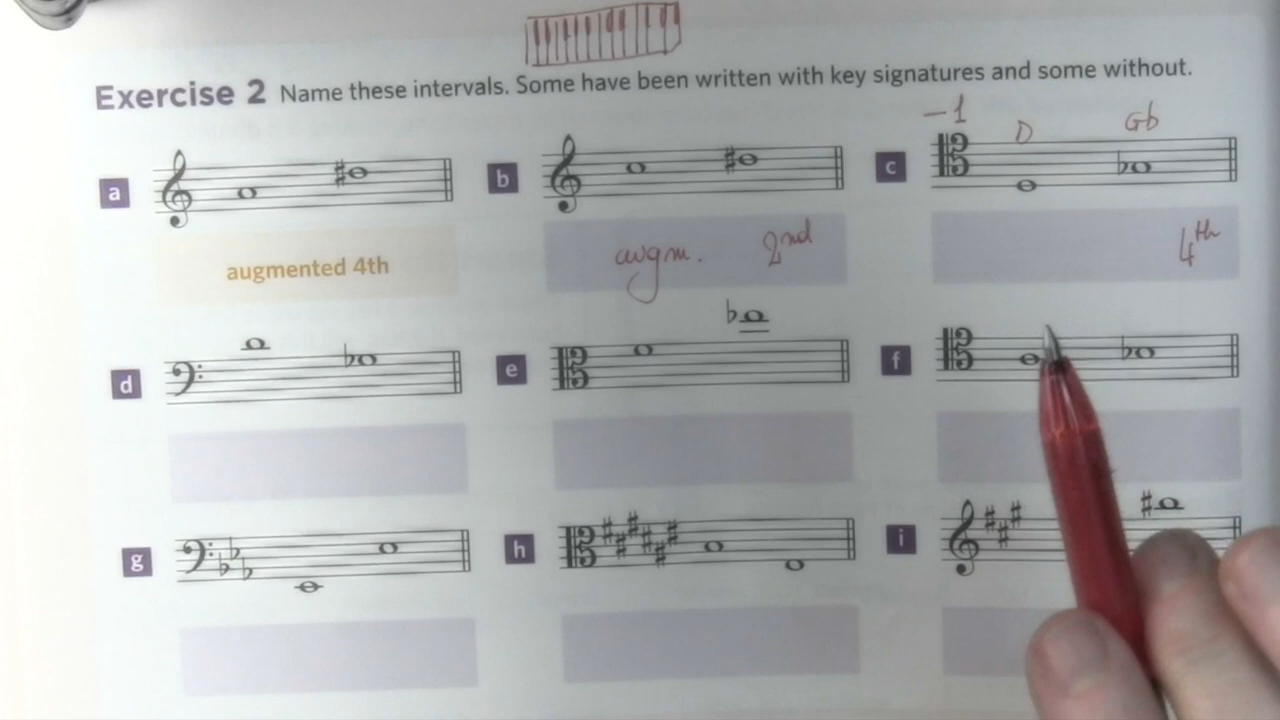 Exercise 2 Name these intervals. Some have been written with key signatures and some without.
-1 D Gb
a b c
augmented 4th augm. 2nd 4th
d e f
g h i